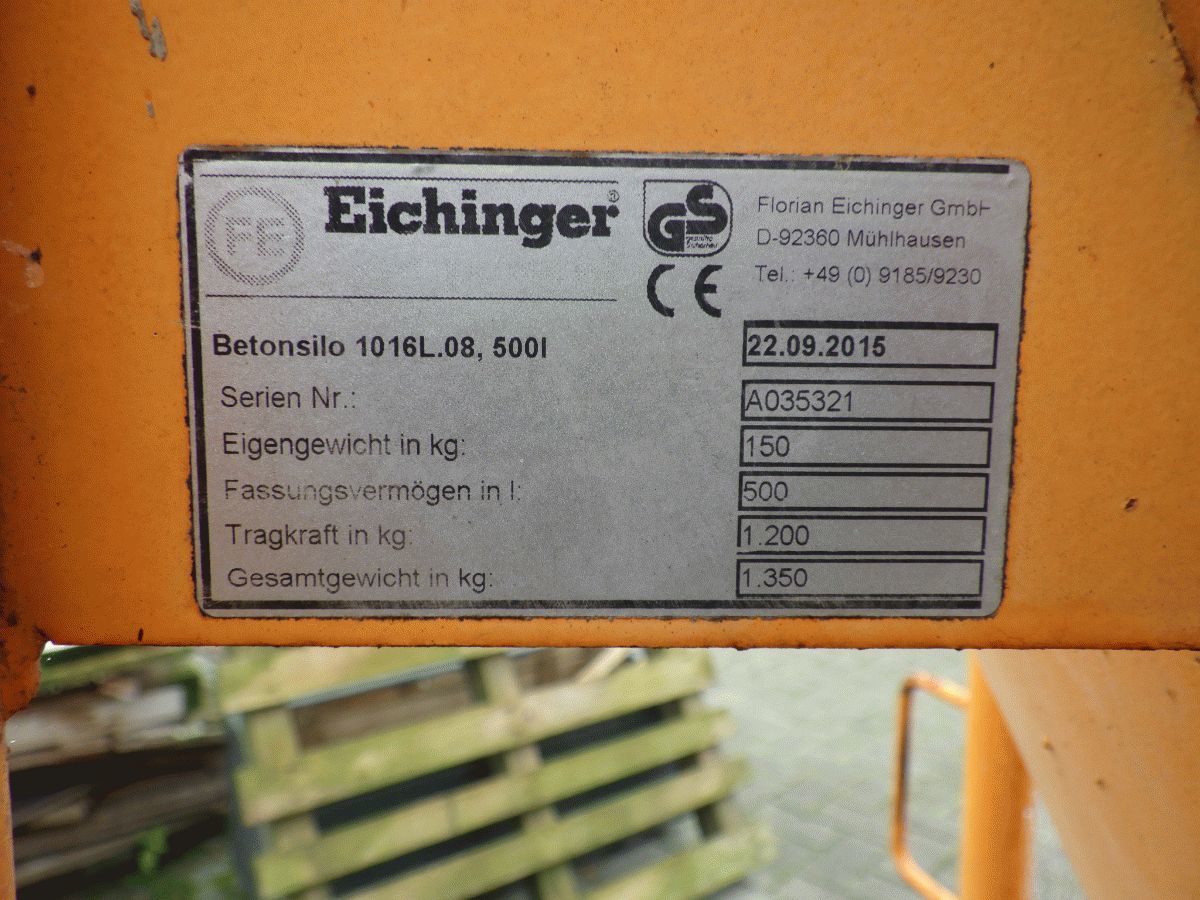 FE
Eichinger®
GS
geprüfte
Sicherheit
CE
Florian Eichinger GmbH
D-92360 Mühlhausen
Tel.: +49 (0) 9185/9230
Betonsilo 1016L.08, 500l
22.09.2015
Serien Nr.: A035321
Eigengewicht in kg: 150
Fassungsvermögen in l: 500
Tragkraft in kg: 1.200
Gesamtgewicht in kg: 1.350